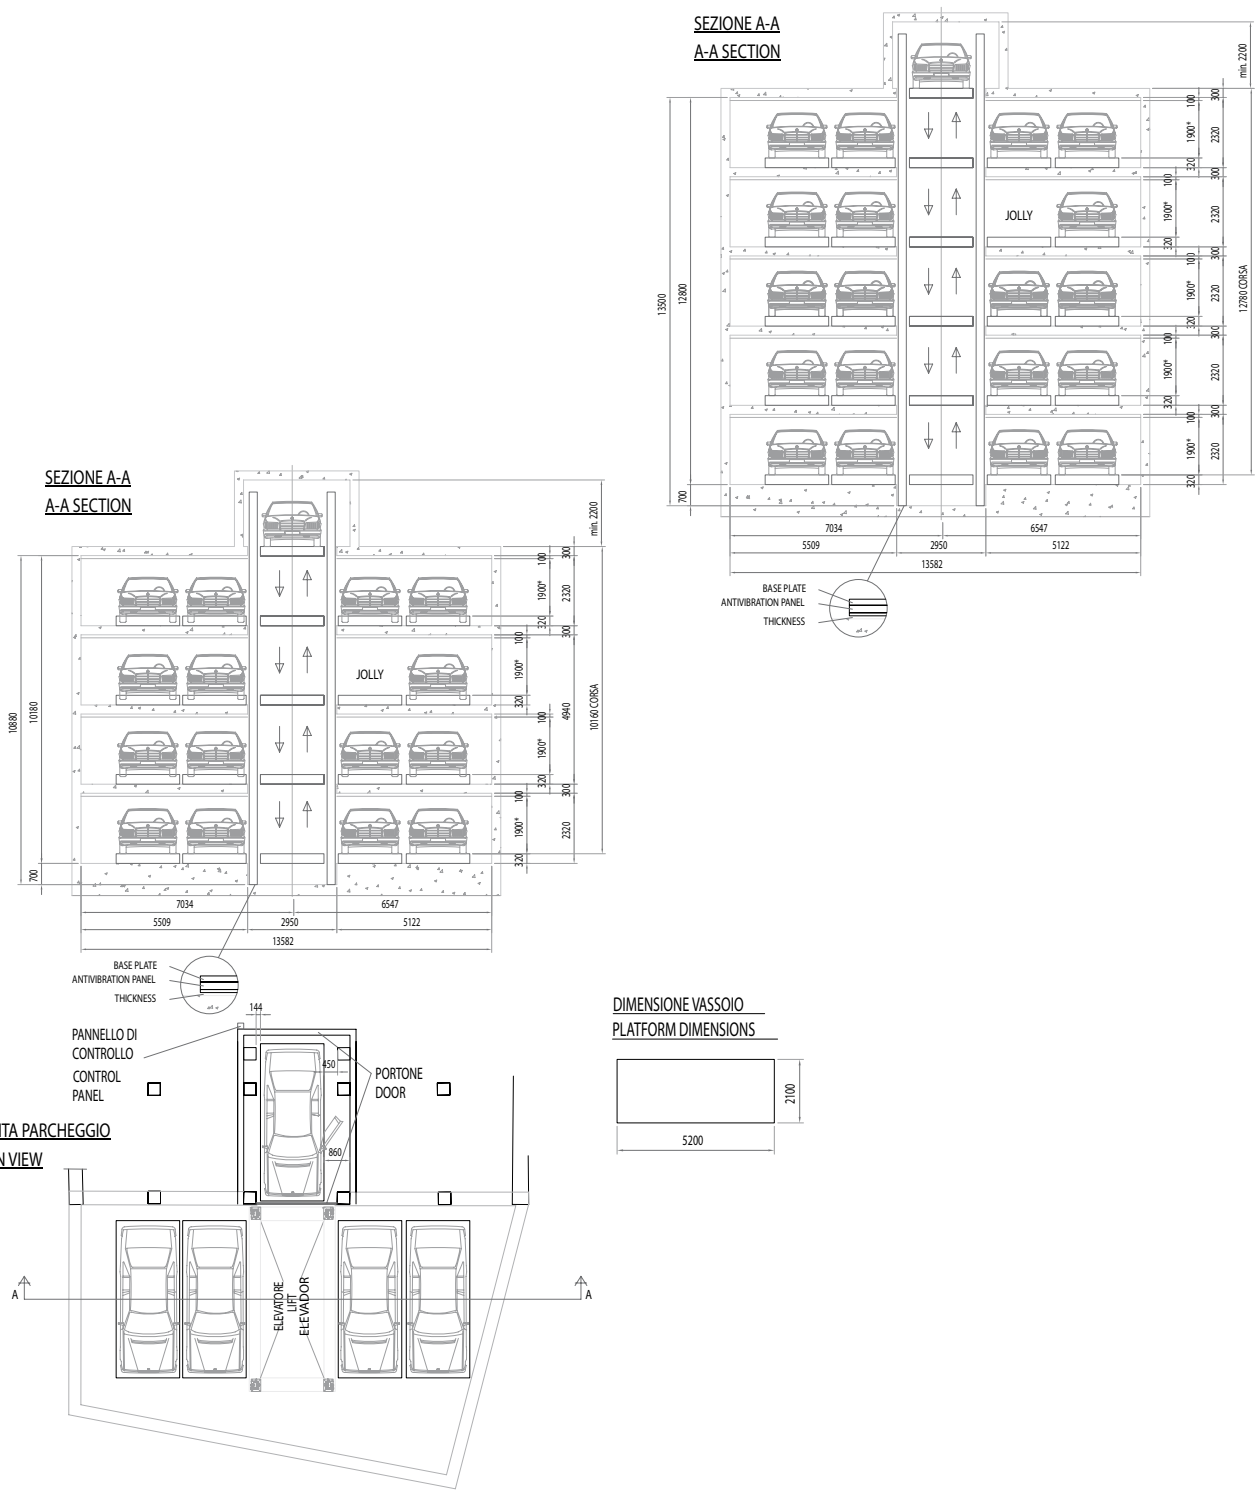 SEZIONE A-A
A-A SECTION
min. 2200
300
100
1900*
2320
320
300
100
JOLLY
1900*
2320
320
300
100
12780 CORSA
13500
12800
1900*
2320
320
300
100
1900*
2320
320
300
100
1900*
2320
320
700
7034
6547
5509
2950
5122
13582
BASE PLATE
ANTIVIBRATION PANEL
THICKNESS
SEZIONE A-A
A-A SECTION
min. 2200
300
100
1900*
2320
320
300
100
JOLLY
1900*
320
4940
10160 CORSA
10880
10180
100
1900*
320
300
100
1900*
2320
320
700
7034
6547
5509
2950
5122
13582
BASE PLATE
ANTIVIBRATION PANEL
THICKNESS
144
PANNELLO DI
CONTROLLO
CONTROL
PANEL
450
PORTONE
DOOR
860
NTA PARCHEGGIO
N VIEW
A
ELEVATORE
LIFT
ELEVADOR
A
DIMENSIONE VASSOIO
PLATFORM DIMENSIONS
2100
5200